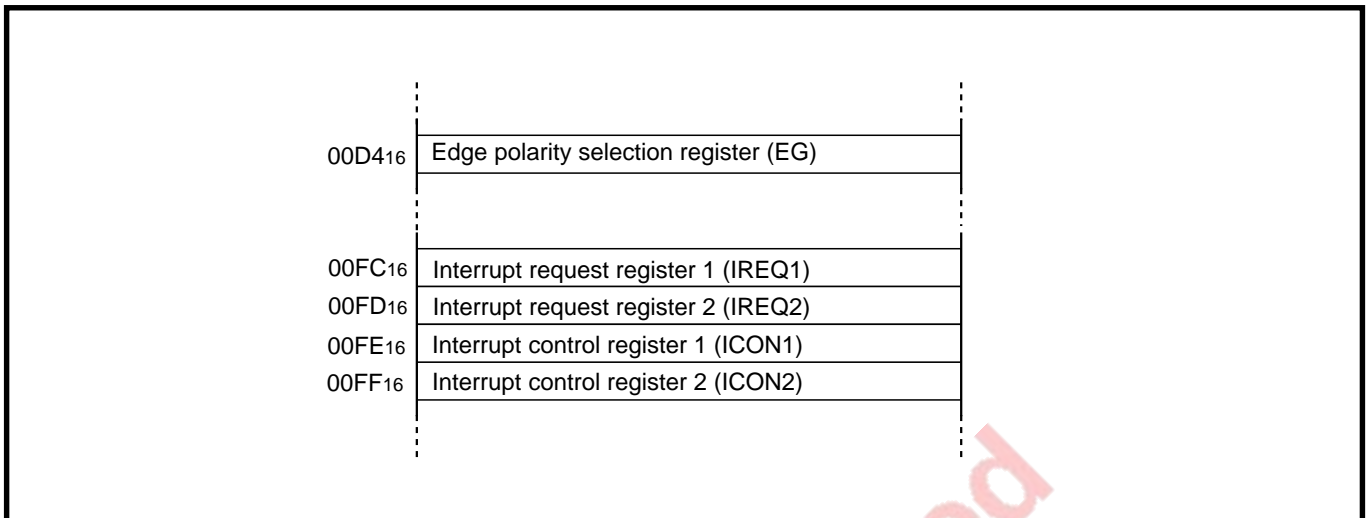 00D416 Edge polarity selection register (EG)
00FC16 Interrupt request register 1 (IREQ1)
00FD16 Interrupt request register 2 (IREQ2)
00FE16 Interrupt control register 1 (ICON1)
00FF16 Interrupt control register 2 (ICON2)